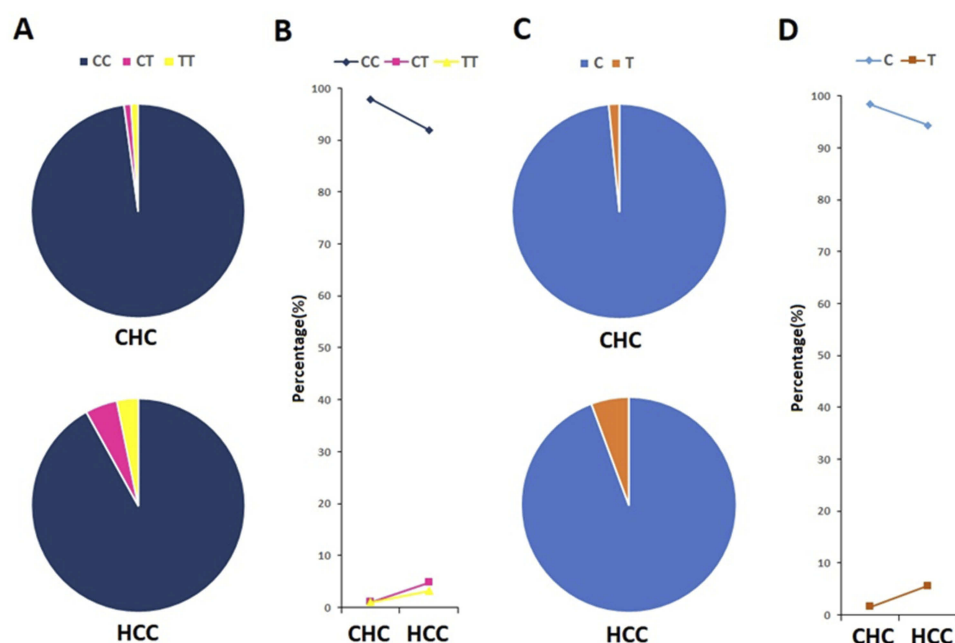 A
CC CT TT
CHC
HCC
B
CC CT TT
100
90
80
70
60
50
40
30
20
10
0
Percentage(%)
CHC HCC
C
C T
CHC
HCC
D
C T
100
90
80
70
60
50
40
30
20
10
0
Percentage(%)
CHC HCC